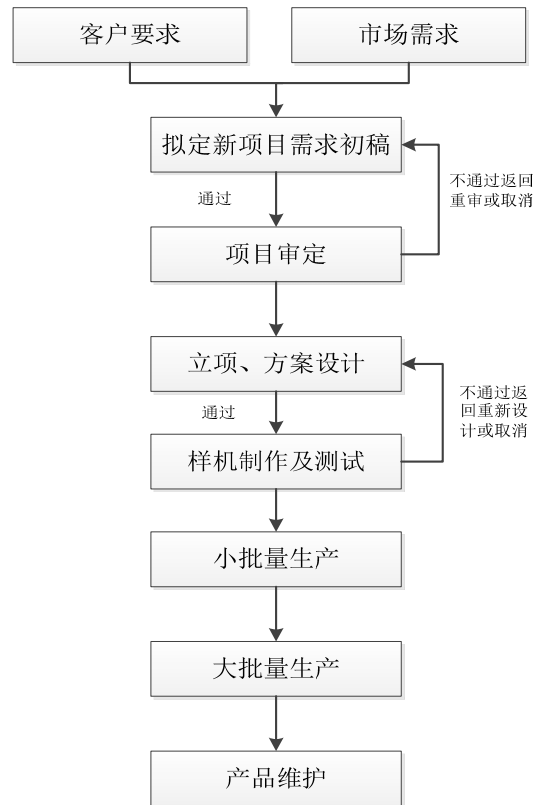 客户要求
市场需求
拟定新项目需求初稿
不通过返回
重审或取消
通过
项目审定
立项、方案设计
不通过返
回重新设
计或取消
通过
样机制作及测试
小批量生产
大批量生产
产品维护